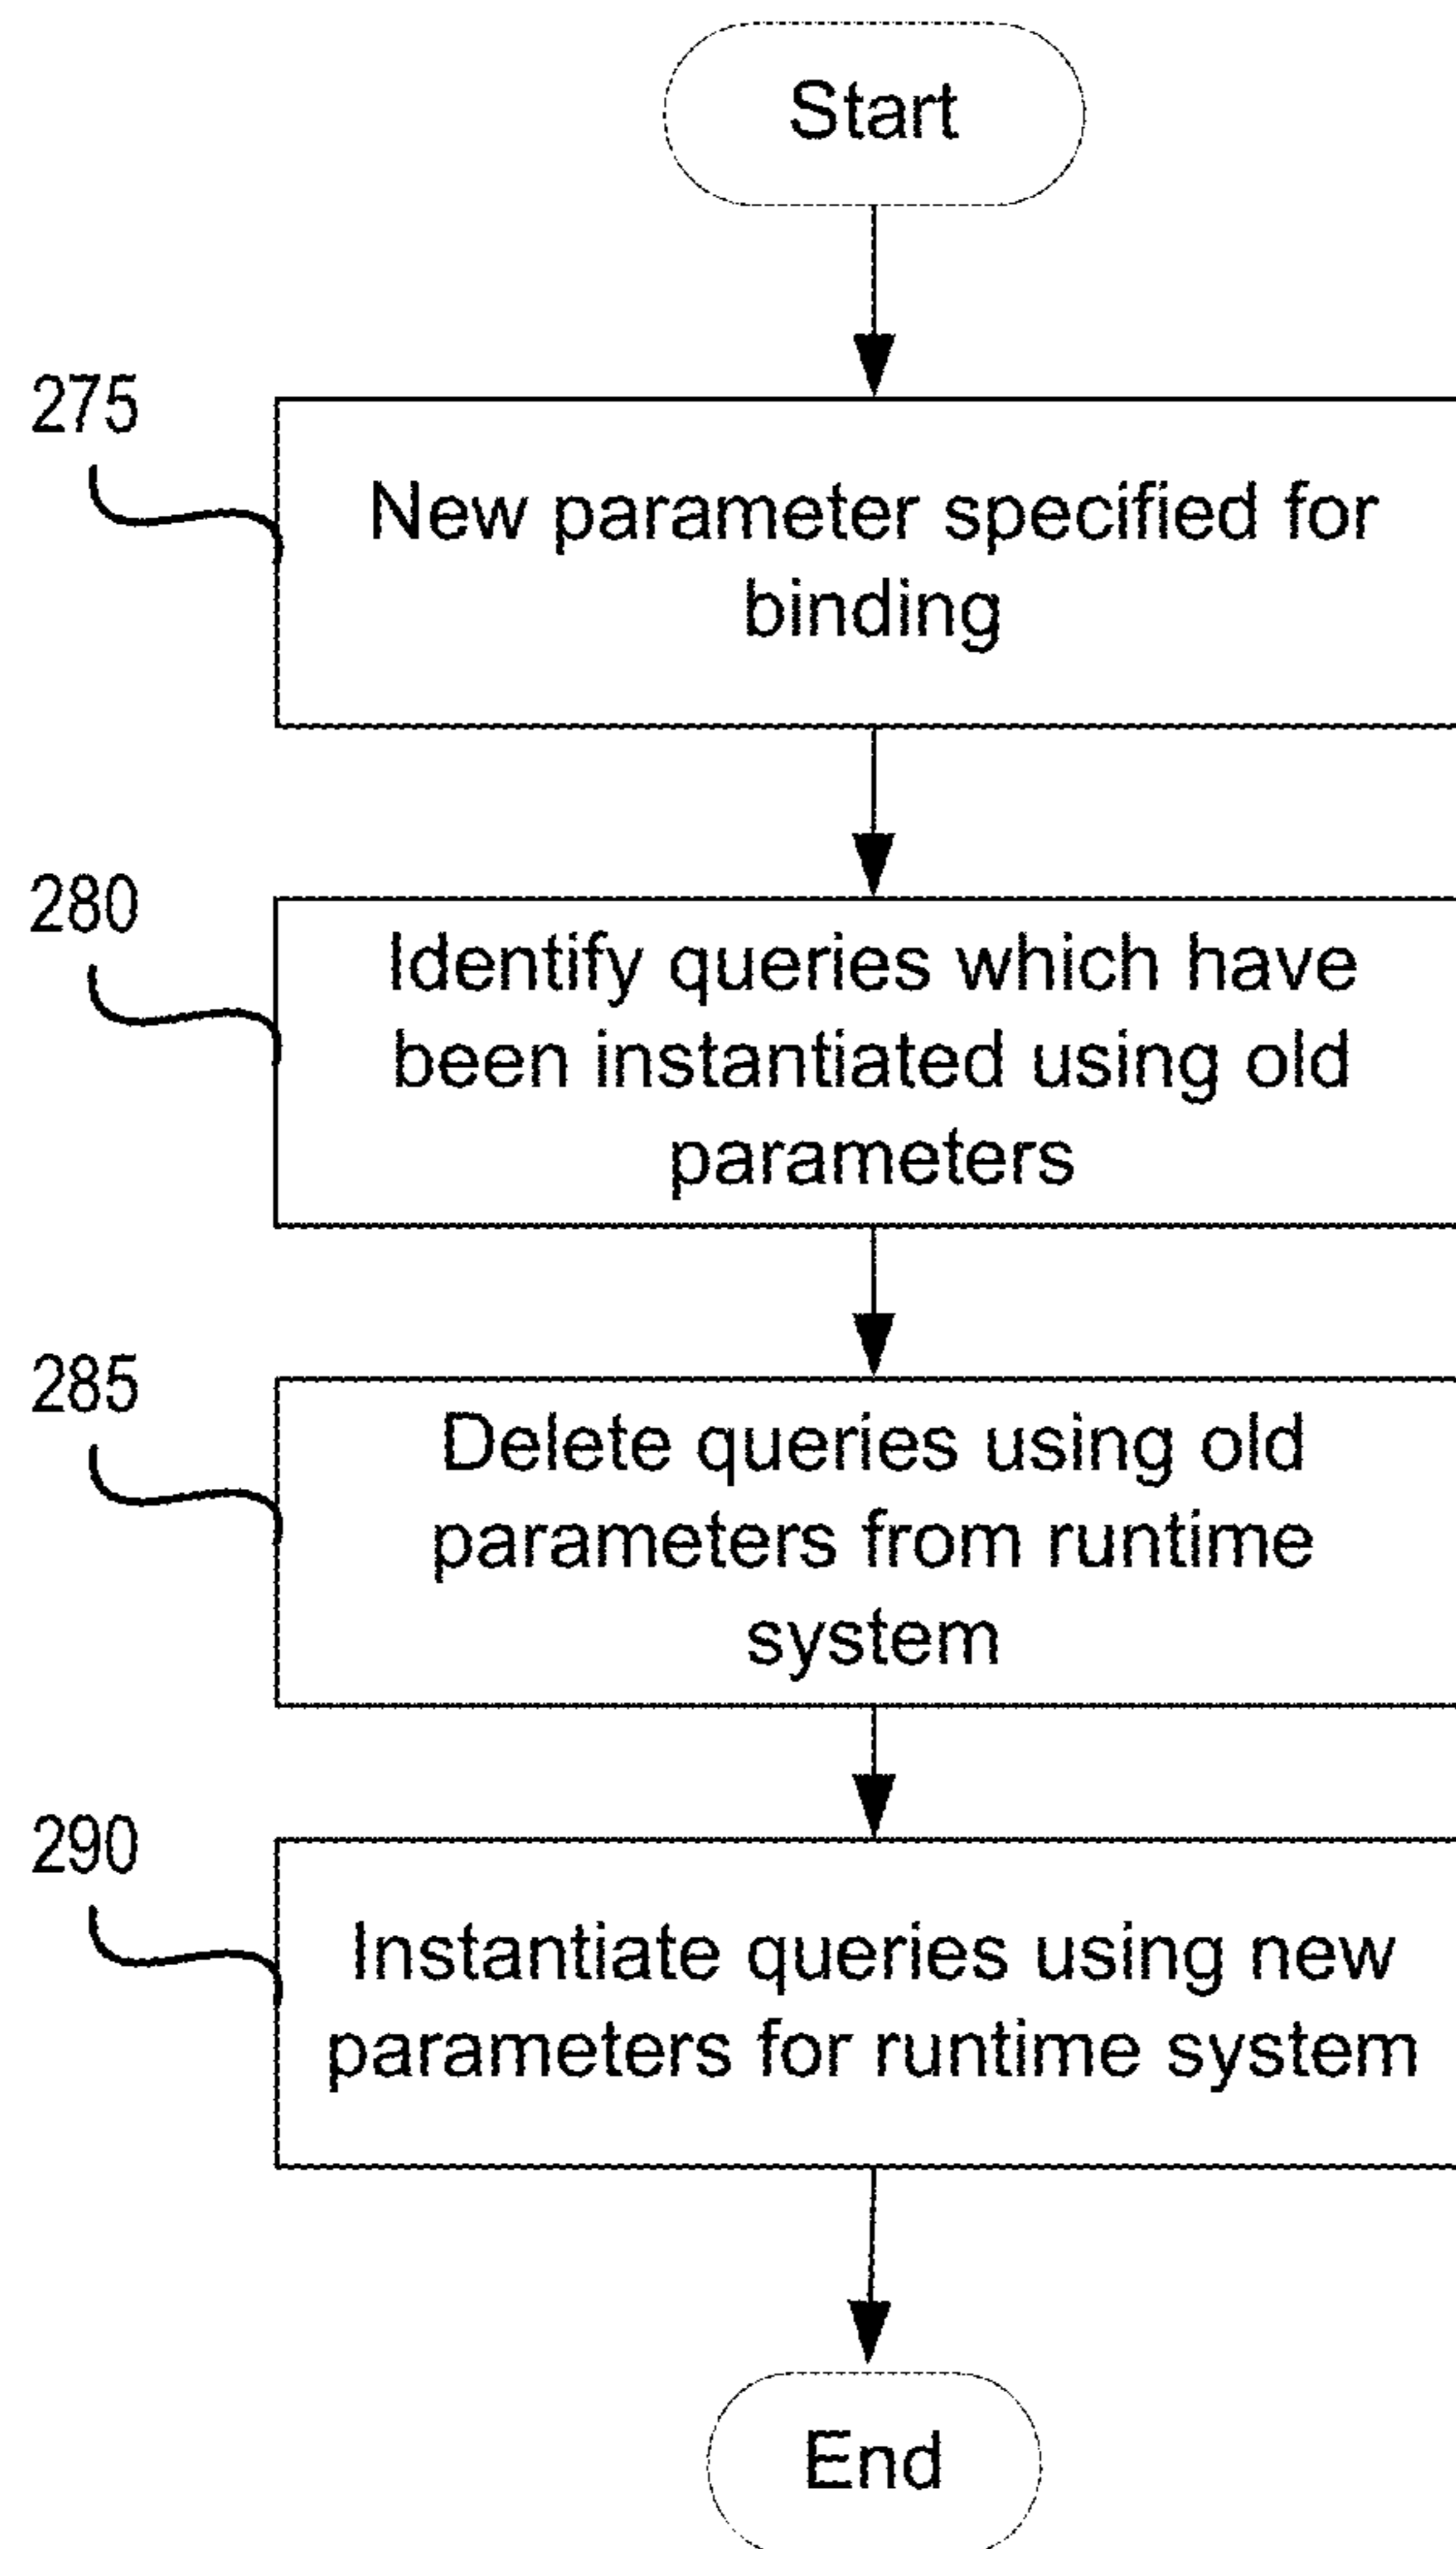 Start
275
New parameter specified for
binding
280
Identify queries which have
been instantiated using old
parameters
285
Delete queries using old
parameters from runtime
system
290
Instantiate queries using new
parameters for runtime system
End